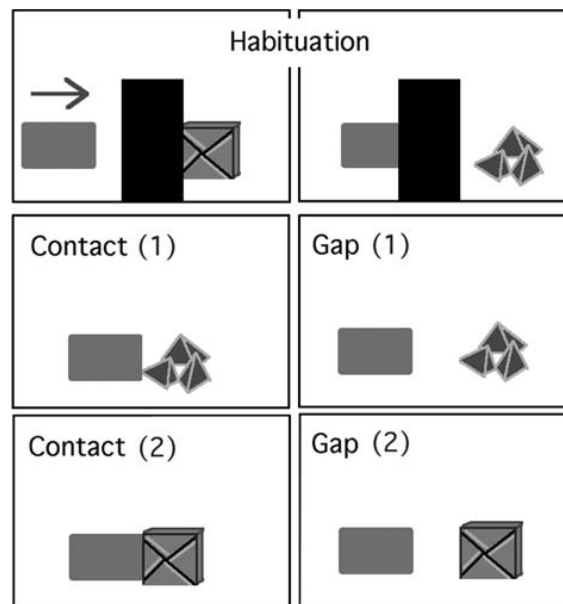 Habituation
Contact (1)
Gap (1)
Contact (2)
Gap (2)